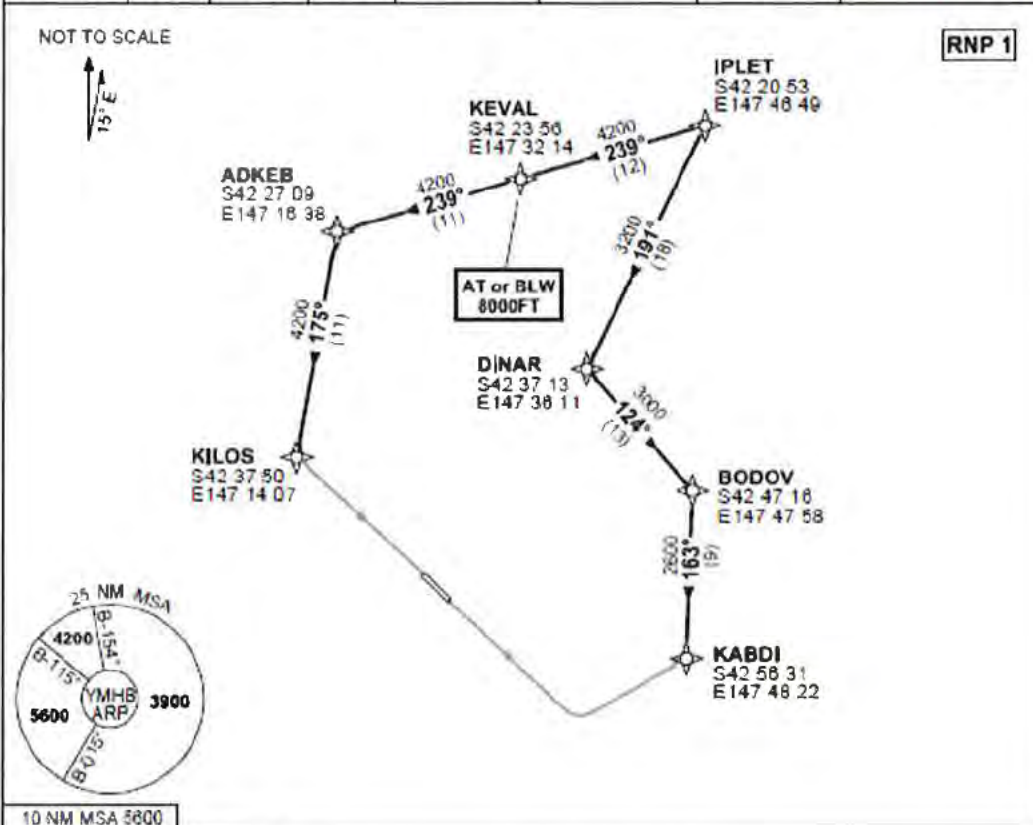 NOT TO SCALE
15° E
RNP 1
IPLET
S42 20 53
E147 46 49
KEVAL
S42 23 56
E147 32 14
4200
239°
(12)
ADKEB
S42 27 09
E147 16 38
4200
239°
(11)
3200
191°
(18)
AT or BLW
8000FT
4200
175°
(11)
DINAR
S42 37 13
E147 36 11
3000
124°
(13)
KILOS
S42 37 50
E147 14 07
BODOV
S42 47 16
E147 47 58
2600
163°
(9)
KABDI
S42 56 31
E147 48 22
25 NM MSA
4200
B-154°
B-115°
YMHB
ARP
3900
5600
B-015°
10 NM MSA 5600